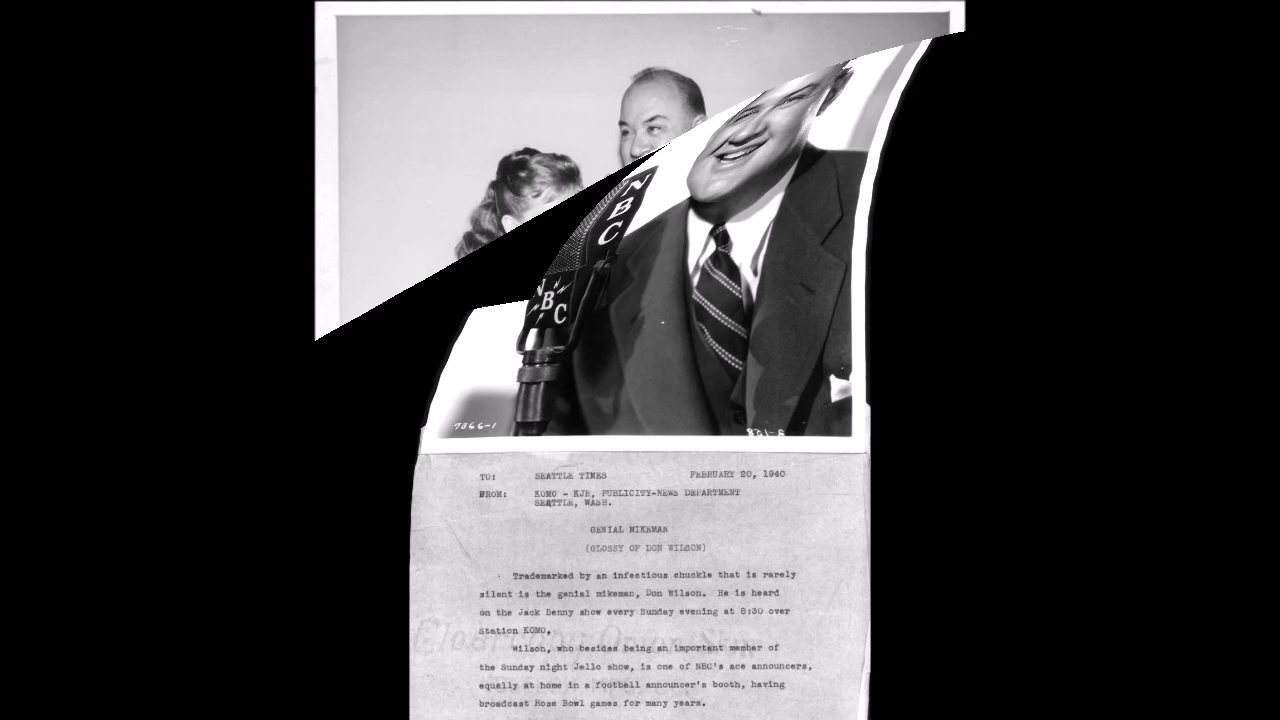 NBC
NBC
7366-1
TO: SEATTLE TIMES FEBRUARY 20, 1940
FROM: KOMO - KJR, PUBLICITY-NEWS DEPARTMENT
SEATTLE, WASH.
GENIAL MIKEMAN
(GLOSSY OF DON WILSON)
Trademarked by an infectious chuckle that is rarely
silent is the genial mikeman, Don Wilson. He is heard
on the Jack Benny show every Sunday evening at 8:30 over
Station KOMO.
Wilson, who besides being an important member of
the Sunday night Jello show, is one of NBC's ace announcers,
equally at home in a football announcer's booth, having
broadcast Rose Bowl games for many years.